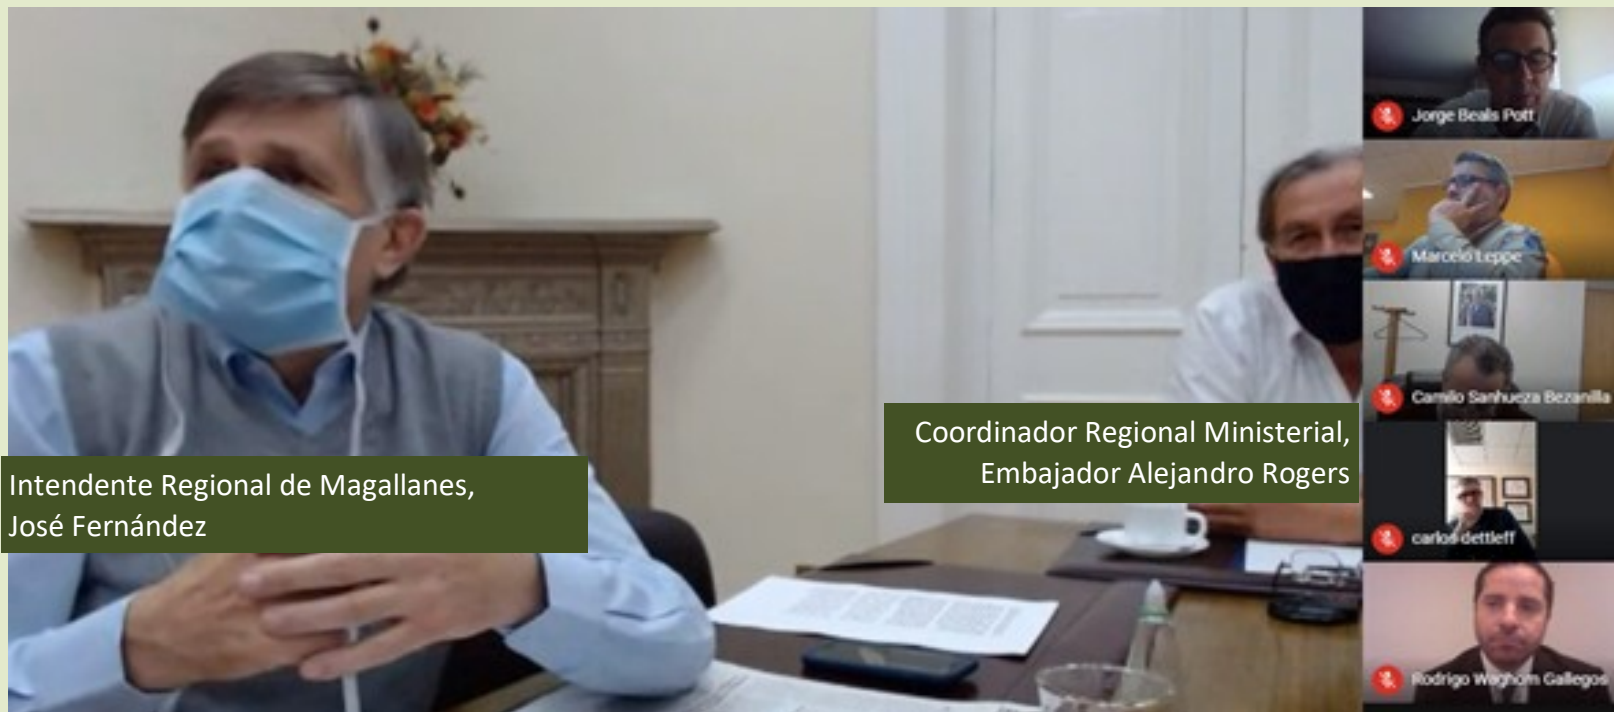 Intendente Regional de Magallanes,
José Fernández
Coordinador Regional Ministerial,
Embajador Alejandro Rogers
Jorge Beals Pott
Marcelo Leppe
Camilo Sanhueza Bezanilla
carlos dettleff
Rodrigo Waghorn Gallegos